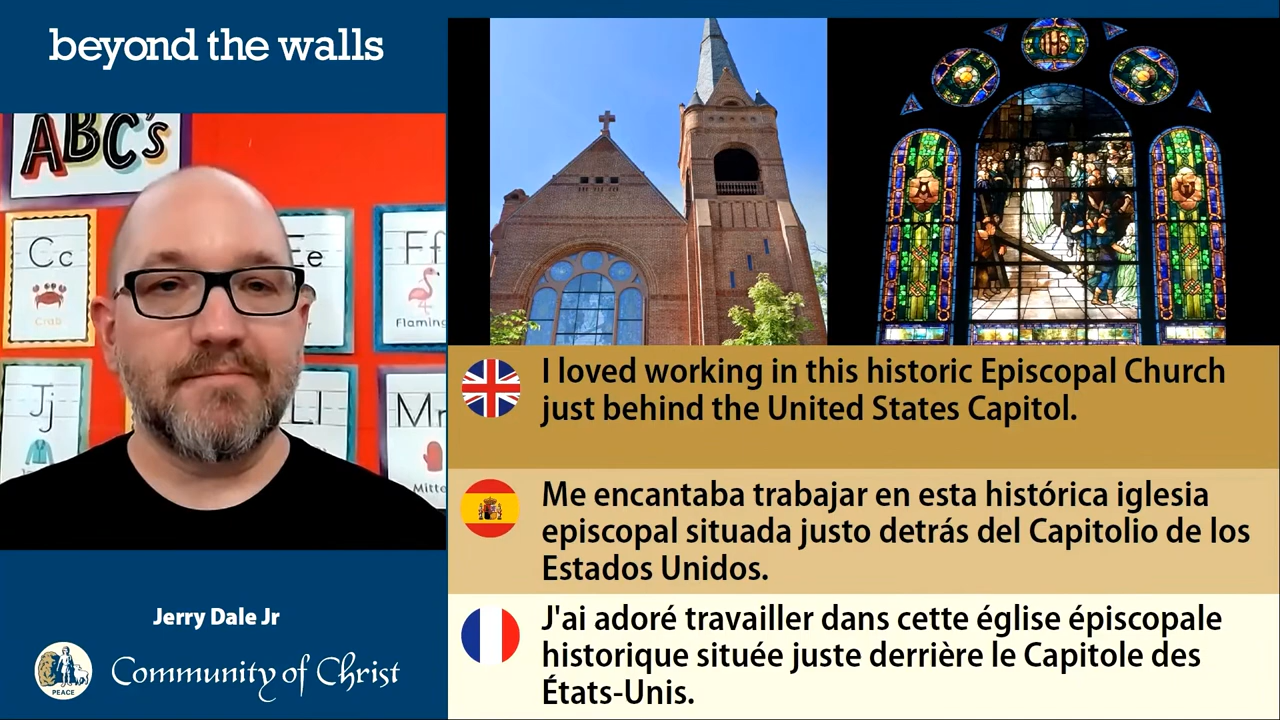 beyond the walls
ABC's
Cc
Crab
Ee
Ff
Flaming
Jj
Ll
Mm
Mitte
I loved working in this historic Episcopal Church
just behind the United States Capitol.
Me encantaba trabajar en esta histórica iglesia
episcopal situada justo detrás del Capitolio de los
Estados Unidos.
J'ai adoré travailler dans cette église épiscopale
historique située juste derrière le Capitole des
États-Unis.
Jerry Dale Jr
PEACE
Community of Christ